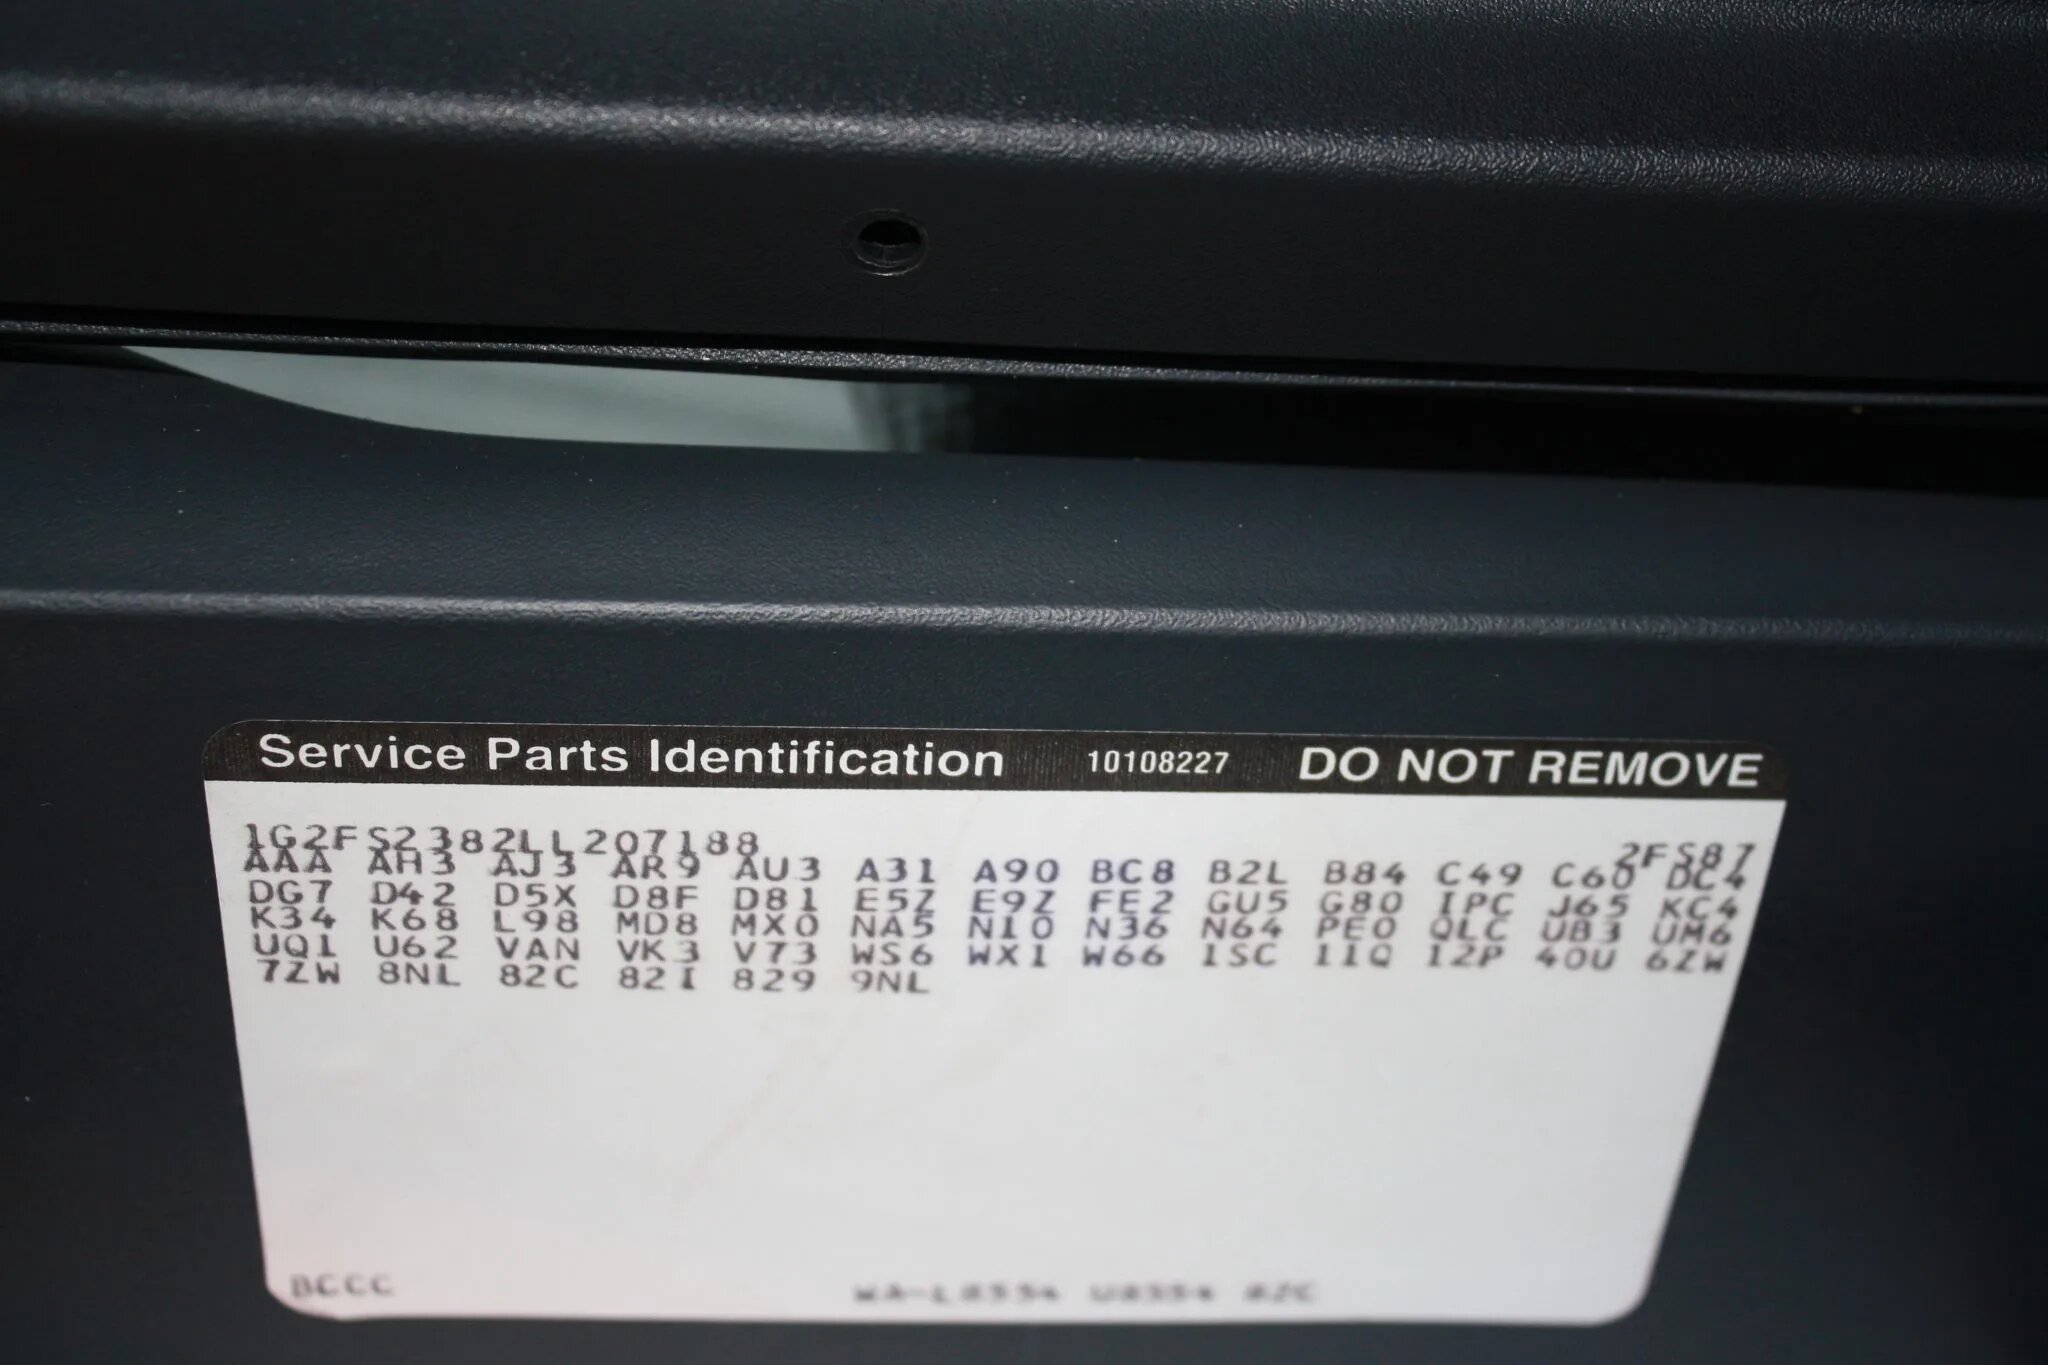 Service Parts Identification 10108227 DO NOT REMOVE
1G2FS2382LL207188 2FS87
AAA AH3 AJ3 AR9 AU3 A31 A90 BC8 B2L B84 C49 C60 DC4
DG7 D42 D5X D8F D81 E5Z E9Z FE2 GU5 G80 IPC J65 KC4
K34 K68 L98 MD8 MX0 NA5 N10 N36 N64 PE0 QLC UB3 UM6
UQ1 U62 VAN VK3 V73 WS6 WX1 W66 1SC 11Q 12P 40U 6ZW
7ZW 8NL 82C 82I 829 9NL
BCCC